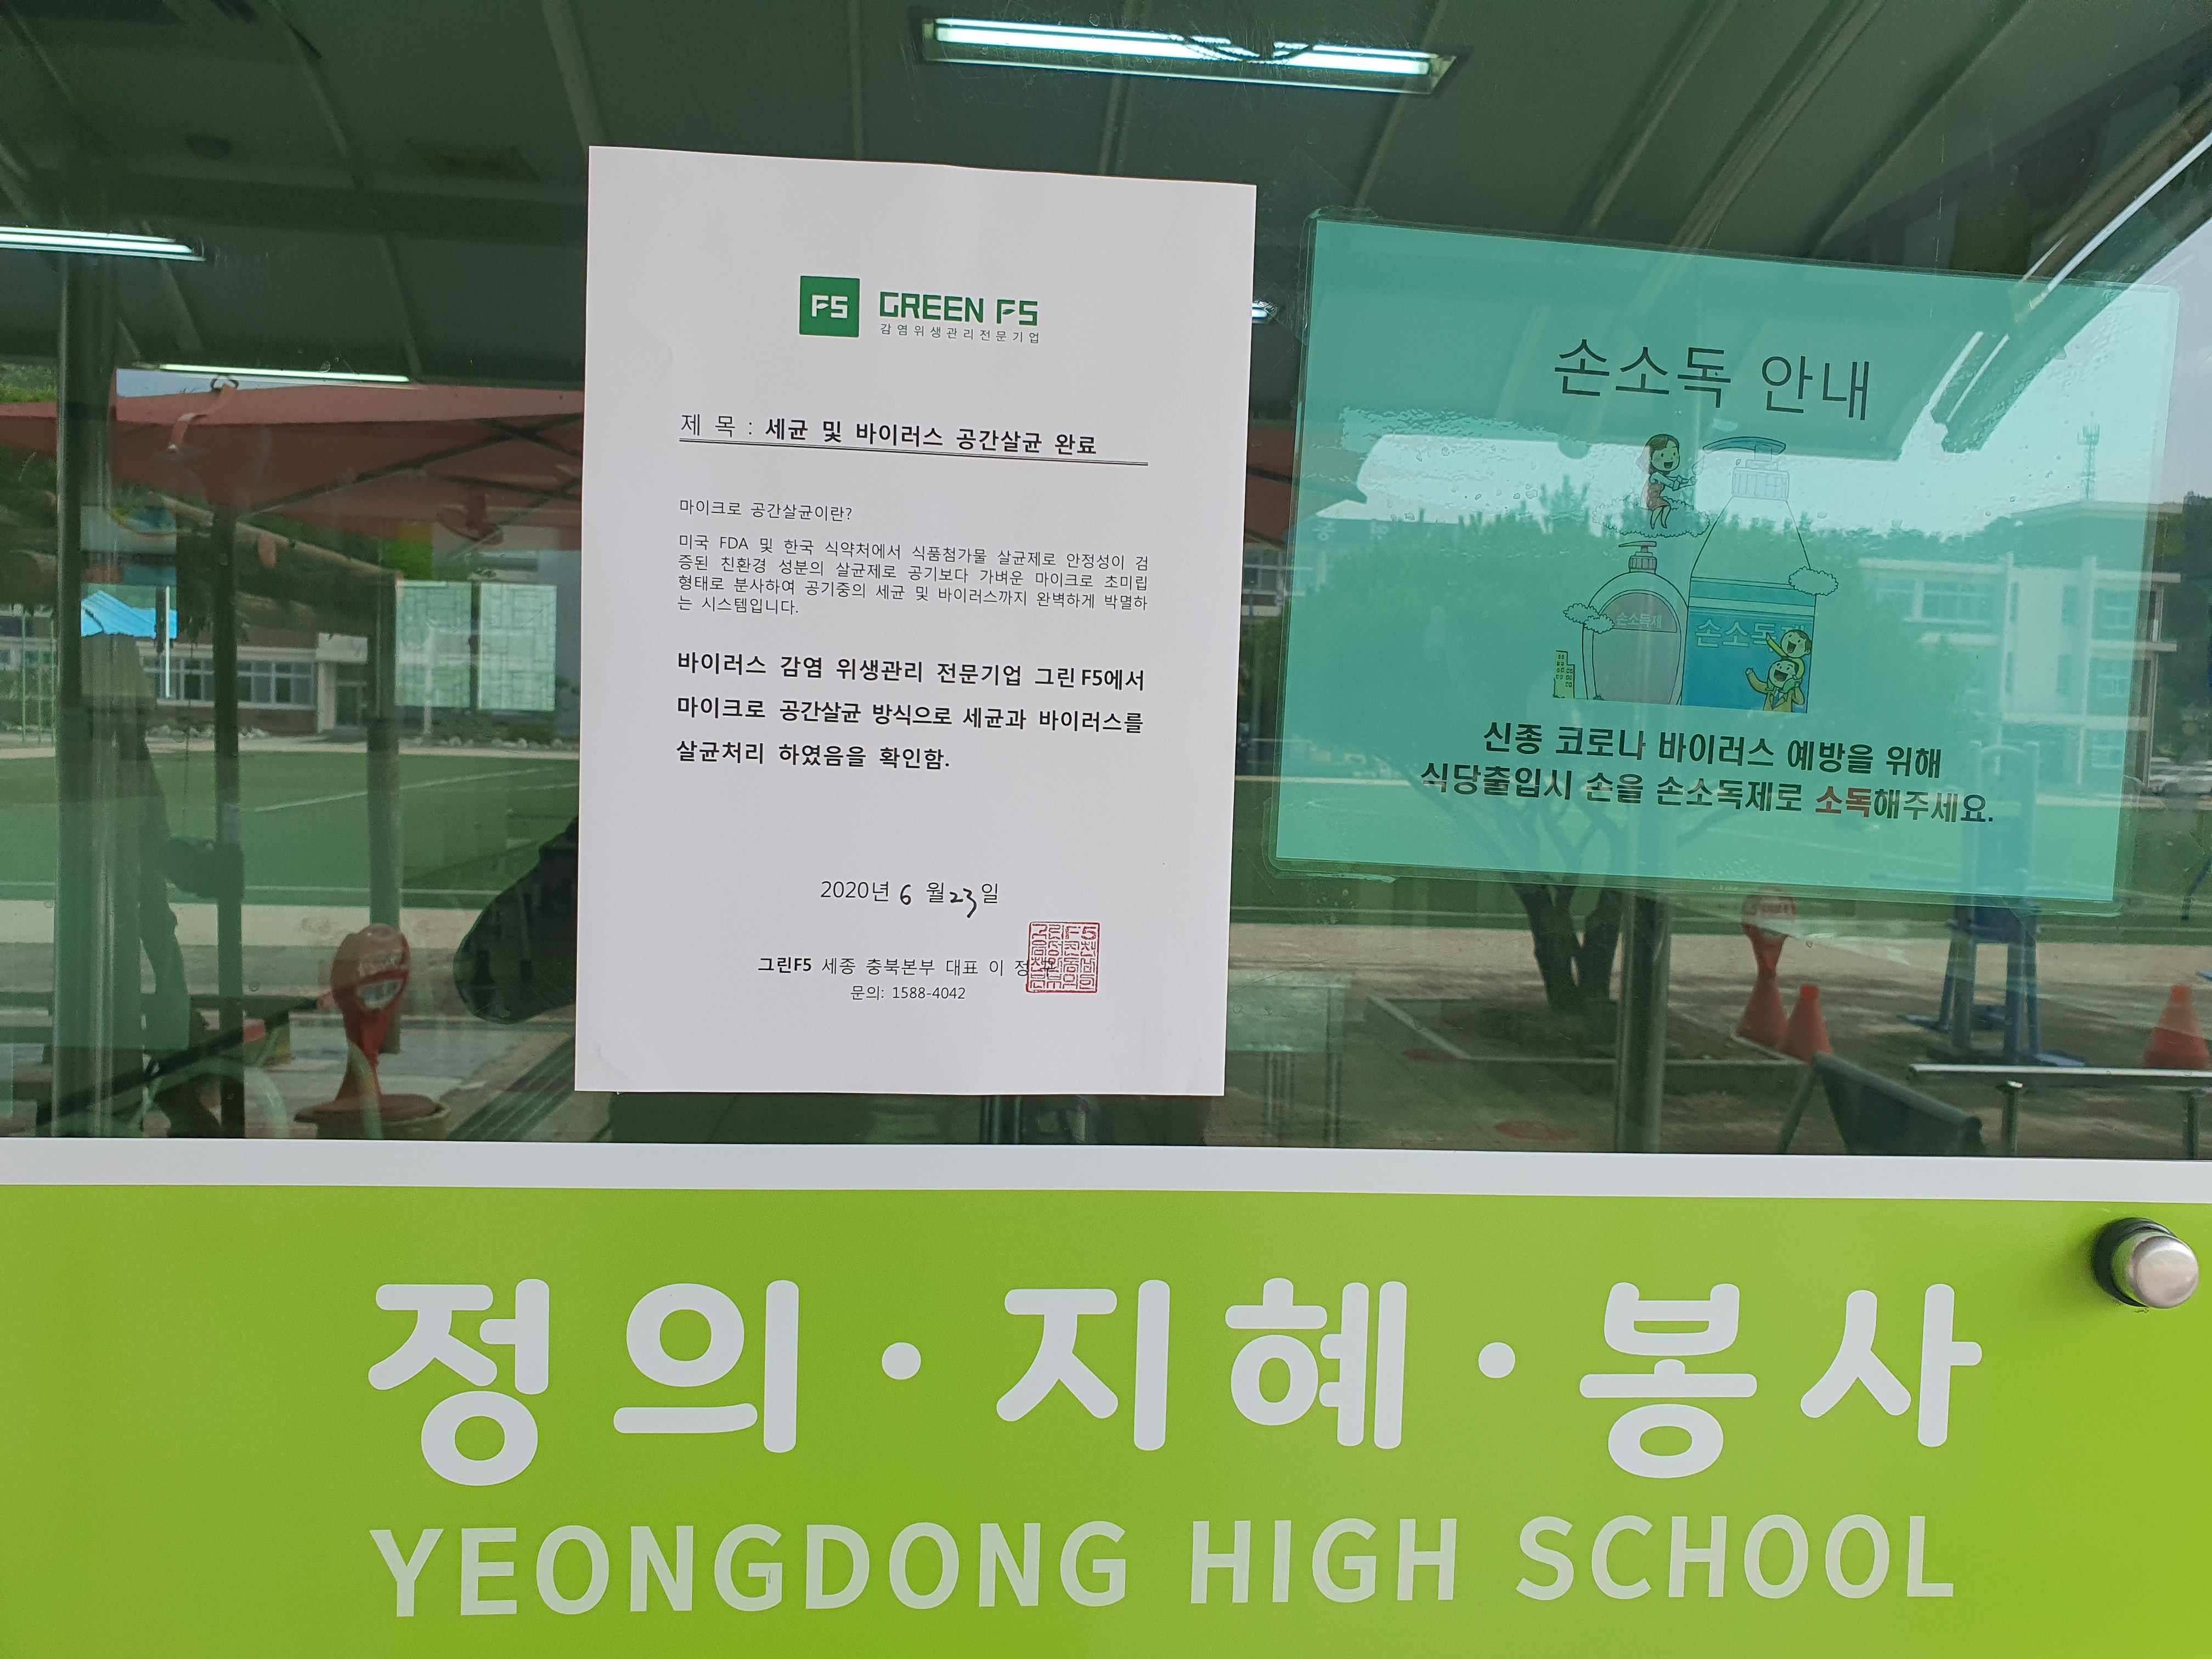 F5
GREEN F5
감염위생관리전문기업
제 목 : 세균 및 바이러스 공간살균 완료
마이크로 공간살균이란?
미국 FDA 및 한국 식약처에서 식품첨가물 살균제로 안정성이 검
증된 친환경 성분의 살균제로 공기보다 가벼운 마이크로 초미립
형태로 분사하여 공기중의 세균 및 바이러스까지 완벽하게 박멸하
는 시스템입니다.
바이러스 감염 위생관리 전문기업 그린F5에서
마이크로 공간살균 방식으로 세균과 바이러스를
살균처리 하였음을 확인함.
2020년 6 월 23 일
그린F5 세종 충북본부 대표 이 정
문의: 1588-4042
손소독 안내
손소독제
손소독제
신종 코로나 바이러스 예방을 위해
식당출입시 손을 손소독제로 소독해주세요.
정의·지혜·봉사
YEONGDONG HIGH SCHOOL